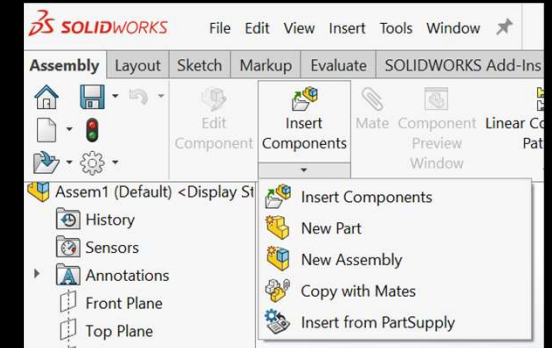 SOLIDWORKS File Edit View Insert Tools Window
Assembly Layout Sketch Markup Evaluate SOLIDWORKS Add-Ins
Edit Component
Insert Components
Mate
Component Preview Window
Linear
Assem1 (Default) <Display St
Insert Components
History
New Part
Sensors
New Assembly
Annotations
Copy with Mates
Front Plane
Insert from PartSupply
Top Plane